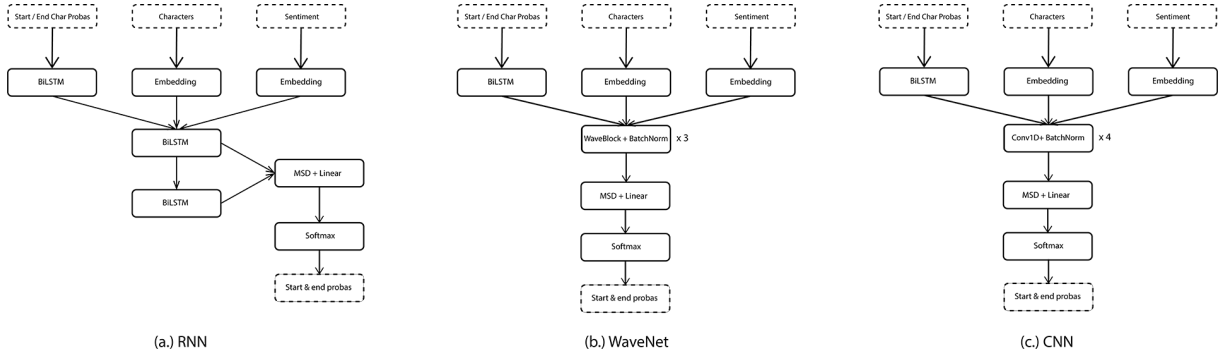 Start / End Char Probas
Characters
Sentiment
BiLSTM
Embedding
Embedding
BiLSTM
BiLSTM
MSD + Linear
Softmax
Start & end probas
(a.) RNN
Start / End Char Probas
Characters
Sentiment
BiLSTM
Embedding
Embedding
WaveBlock + BatchNorm x 3
MSD + Linear
Softmax
Start & end probas
(b.) WaveNet
Start / End Char Probas
Characters
Sentiment
BiLSTM
Embedding
Embedding
Conv1D+ BatchNorm x 4
MSD + Linear
Softmax
Start & end probas
(c.) CNN